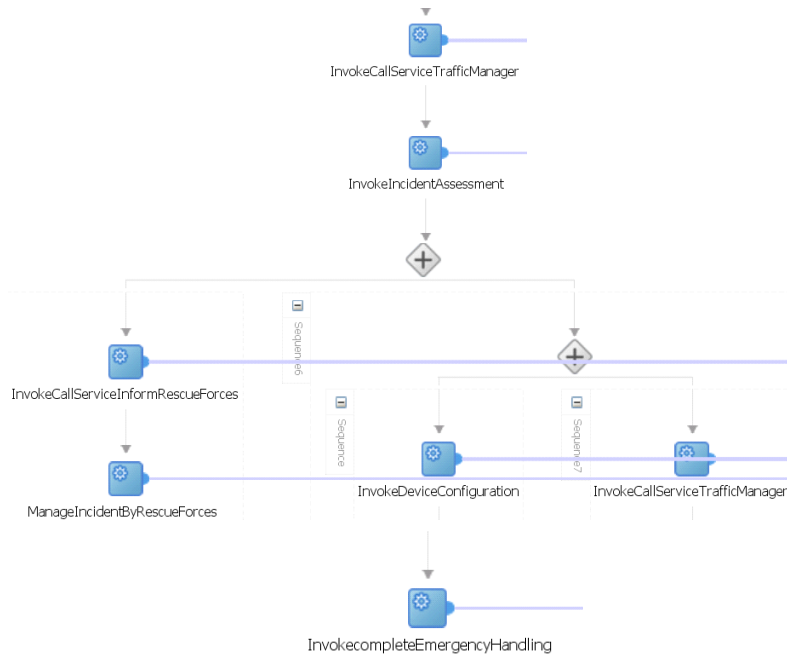 InvokeCallServiceTrafficManager
InvokeIncidentAssessment
Sequence6
InvokeCallServiceInformRescueForces
Sequence
Sequence7
InvokeDeviceConfiguration
InvokeCallServiceTrafficManager
ManageIncidentByRescueForces
InvokecompleteEmergencyHandling